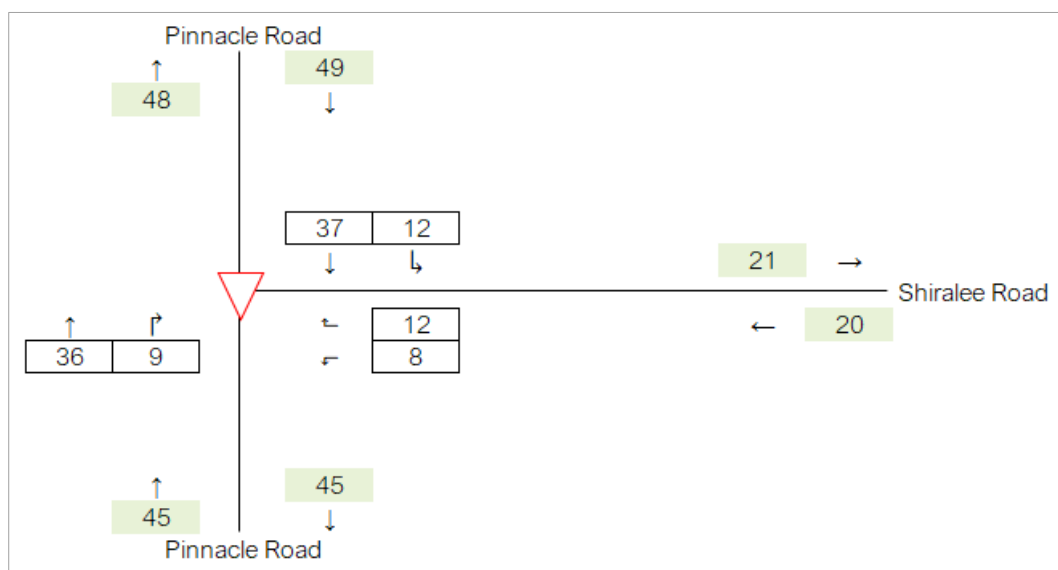 Pinnacle Road
↑ 49
48 ↓
37 12
↓ ↳
21 →
Shiralee Road
↑ ↱ 12
← 20
36 9 8
↑ 45
45 ↓
Pinnacle Road